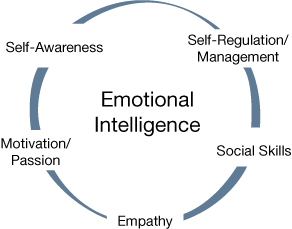 Self-Awareness
Self-Regulation/
Management
Emotional
Intelligence
Motivation/
Passion
Social Skills
Empathy